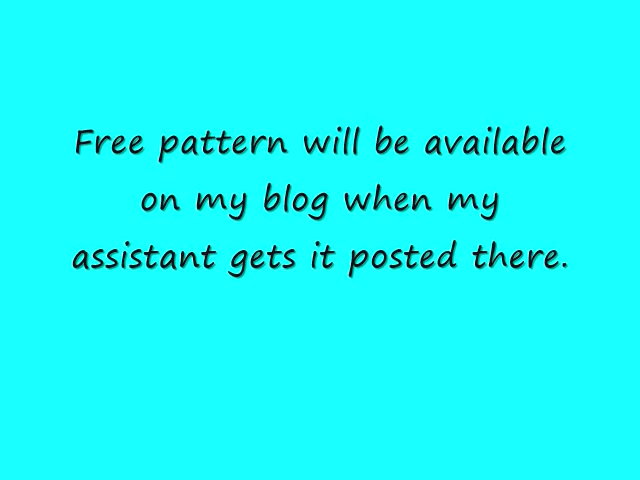 Free pattern will be available
on my blog when my
assistant gets it posted there.